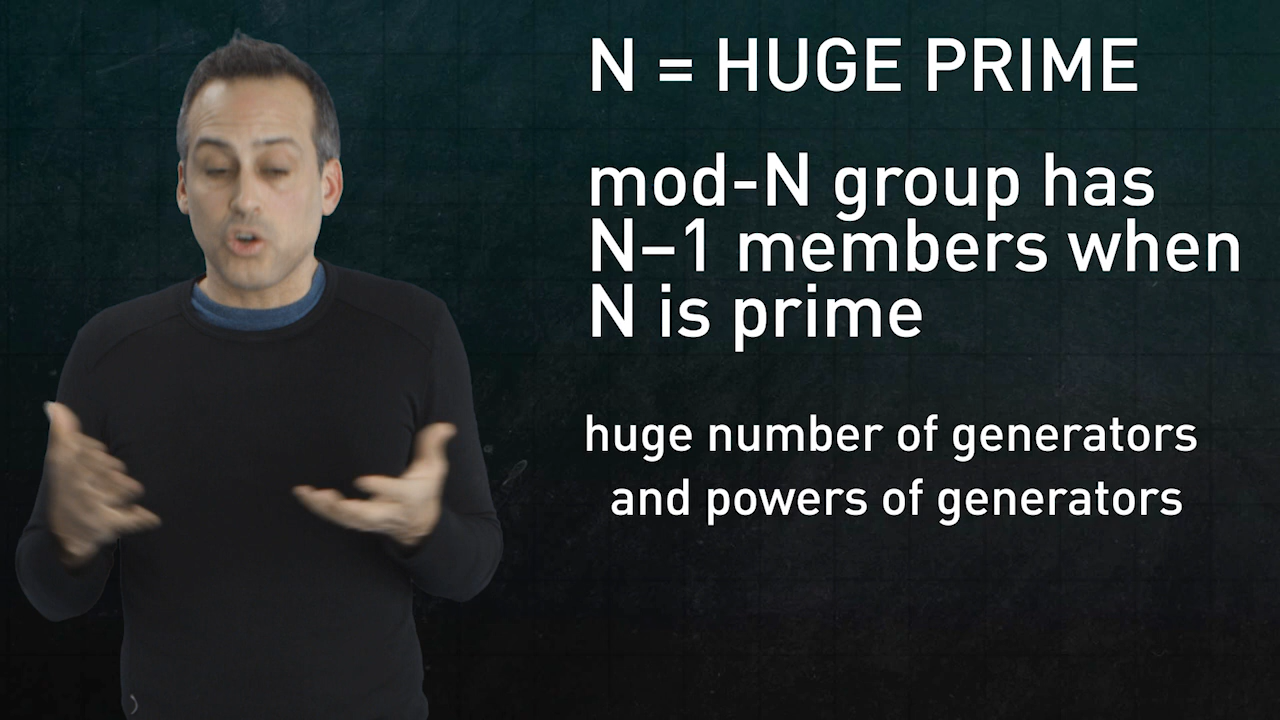 N = HUGE PRIME
mod-N group has
N–1 members when
N is prime
huge number of generators
and powers of generators